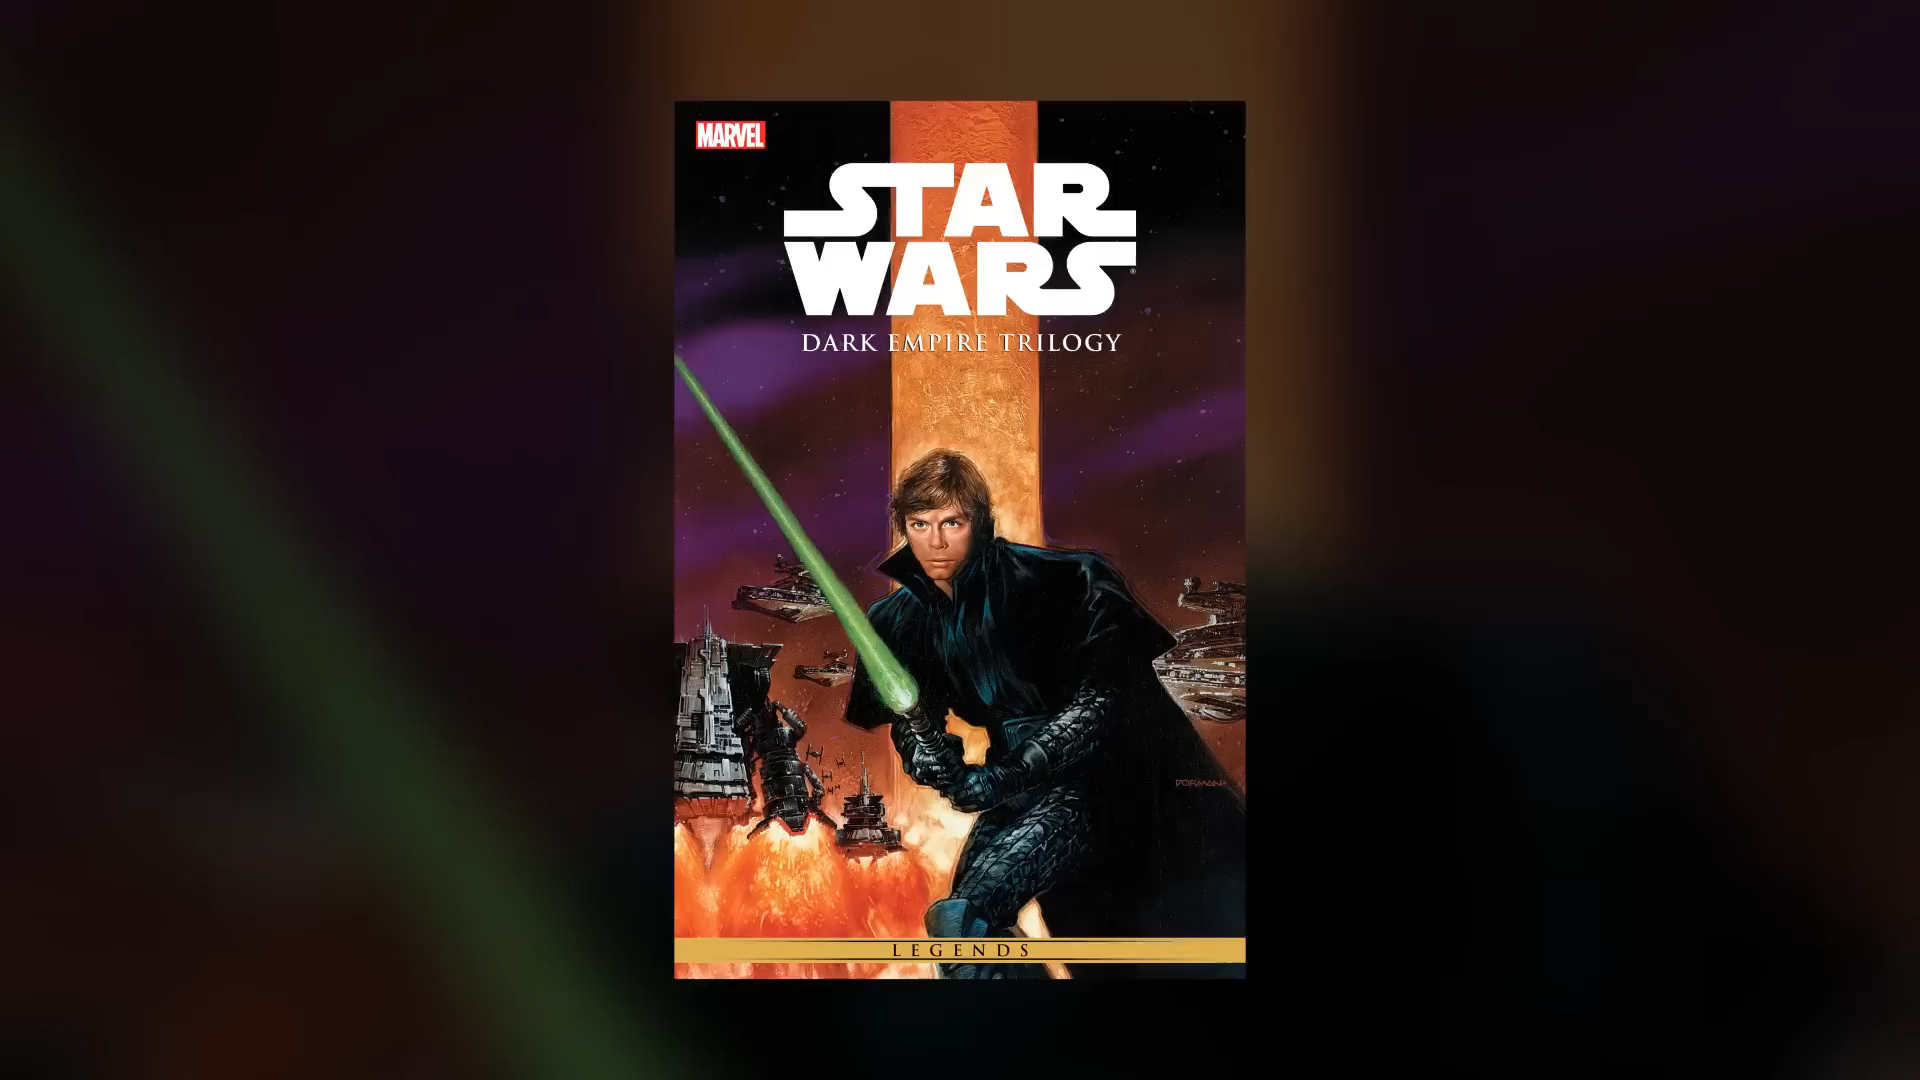 MARVEL
STAR
WARS®
DARK EMPIRE TRILOGY
DORMAN
LEGENDS